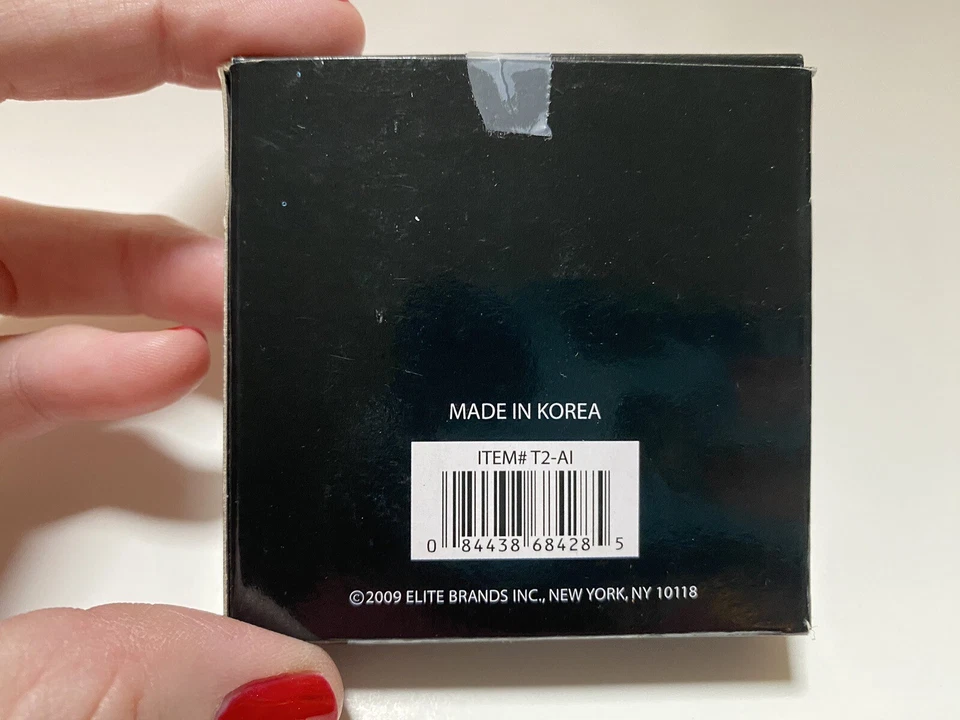 MADE IN KOREA
ITEM# T2-AI
0 84438 68428 5
©2009 ELITE BRANDS INC., NEW YORK, NY 10118